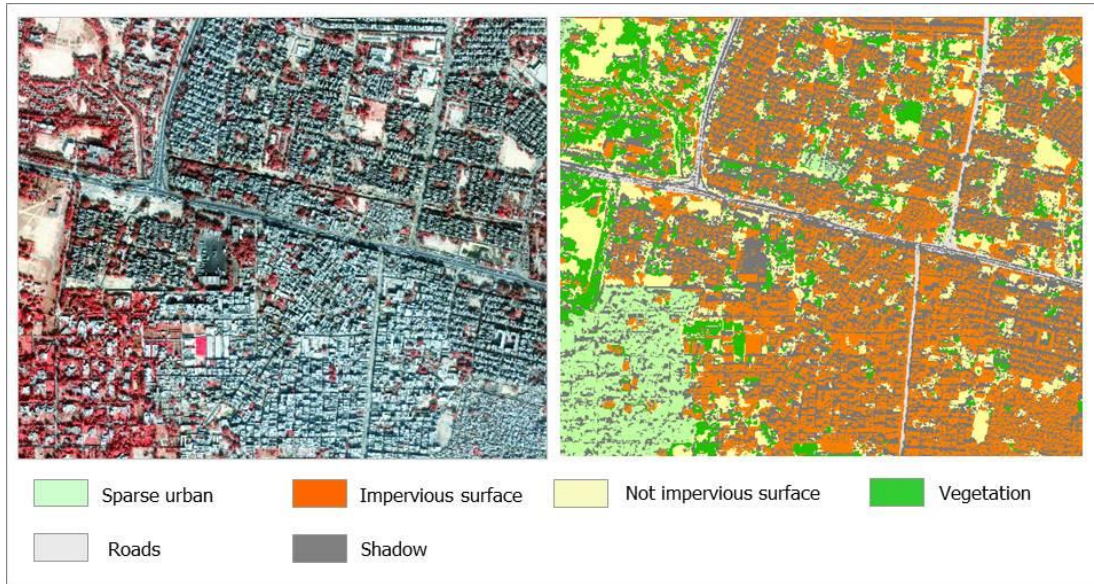 Sparse urban
Impervious surface
Not impervious surface
Vegetation
Roads
Shadow